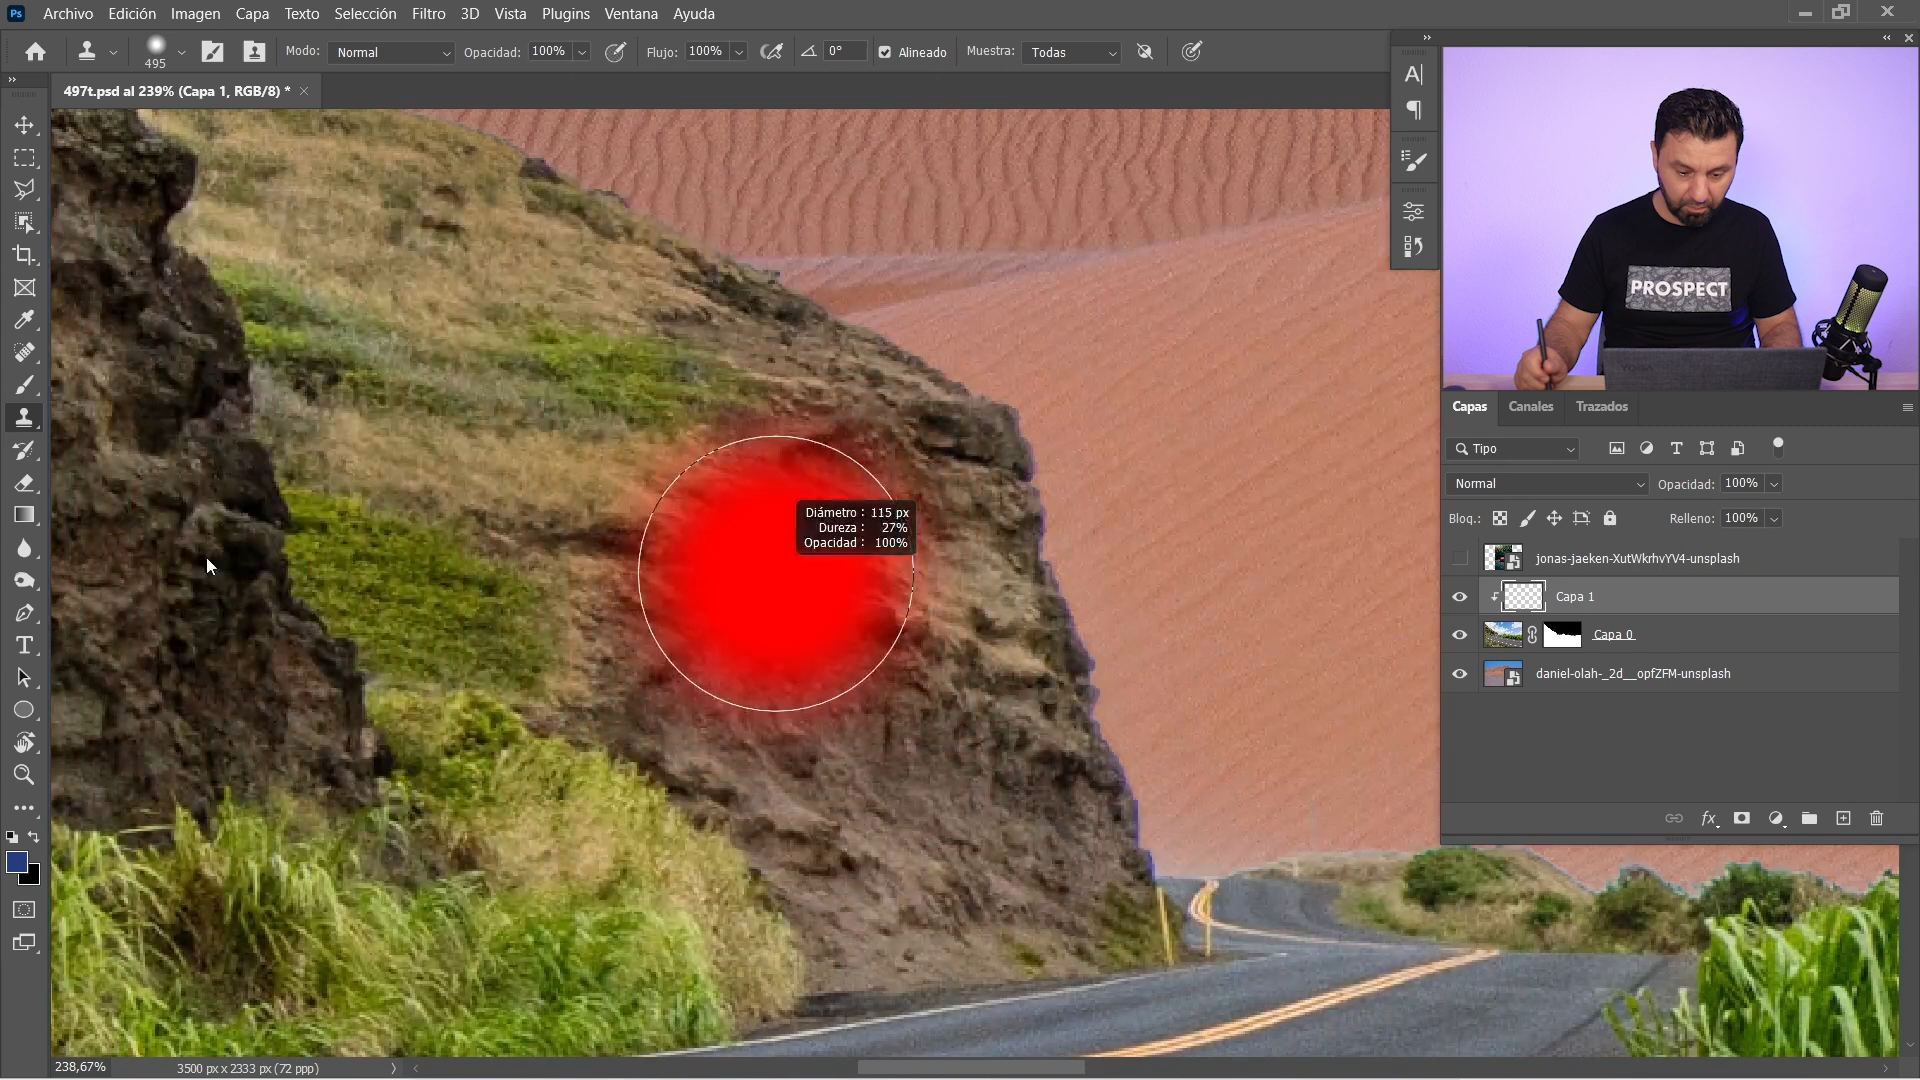 Ps Archivo Edición Imagen Capa Texto Selección Filtro 3D Vista Plugins Ventana Ayuda
495 Modo: Normal Opacidad: 100% Flujo: 100% 0° Alineado Muestra: Todas
497t.psd al 239% (Capa 1, RGB/8) *
PROSPECT
Capas Canales Trazados
Tipo
Normal Opacidad: 100%
Bloq.: Relleno: 100%
Diámetro : 115 px
Dureza : 27%
Opacidad : 100%
jonas-jaeken-XutWkrhvYV4-unsplash
Capa 1
Capa 0
daniel-olah-_2d__opfZFM-unsplash
fx
238,67% 3500 px x 2333 px (72 ppp)